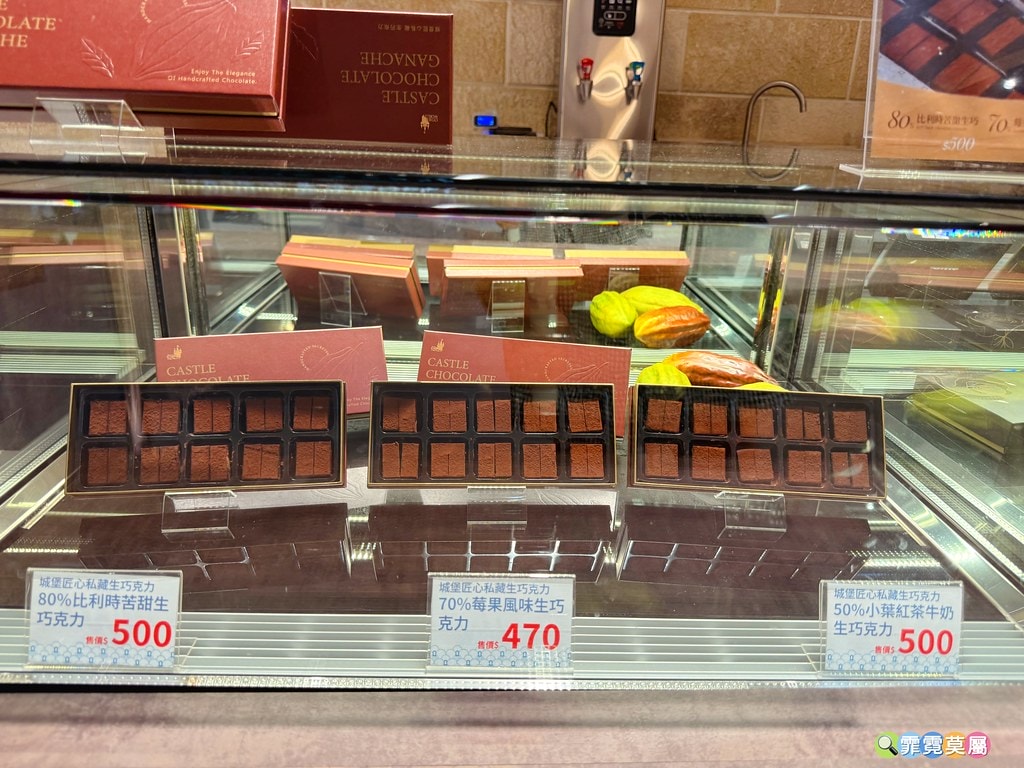 E
OLATE
HE
Enjoy The Elegance
Of Handcrafted Chocolate.
CASTLE
CHOCOLATE
GANACHE
80% 比利時苦甜生巧
70%
$500
CASTLE
CHOCOLATE
CASTLE
CHOCOLATE
城堡匠心私藏生巧克力
80%比利時苦甜生
巧克力
售價$ 500
城堡匠心私藏生巧克力
70%莓果風味生巧
克力
售價$ 470
城堡匠心私藏生巧克力
50%小葉紅茶牛奶
生巧克力
售價$ 500
霏霓莫屬